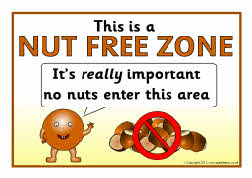 This is a
NUT FREE ZONE
It's really important
no nuts enter this area